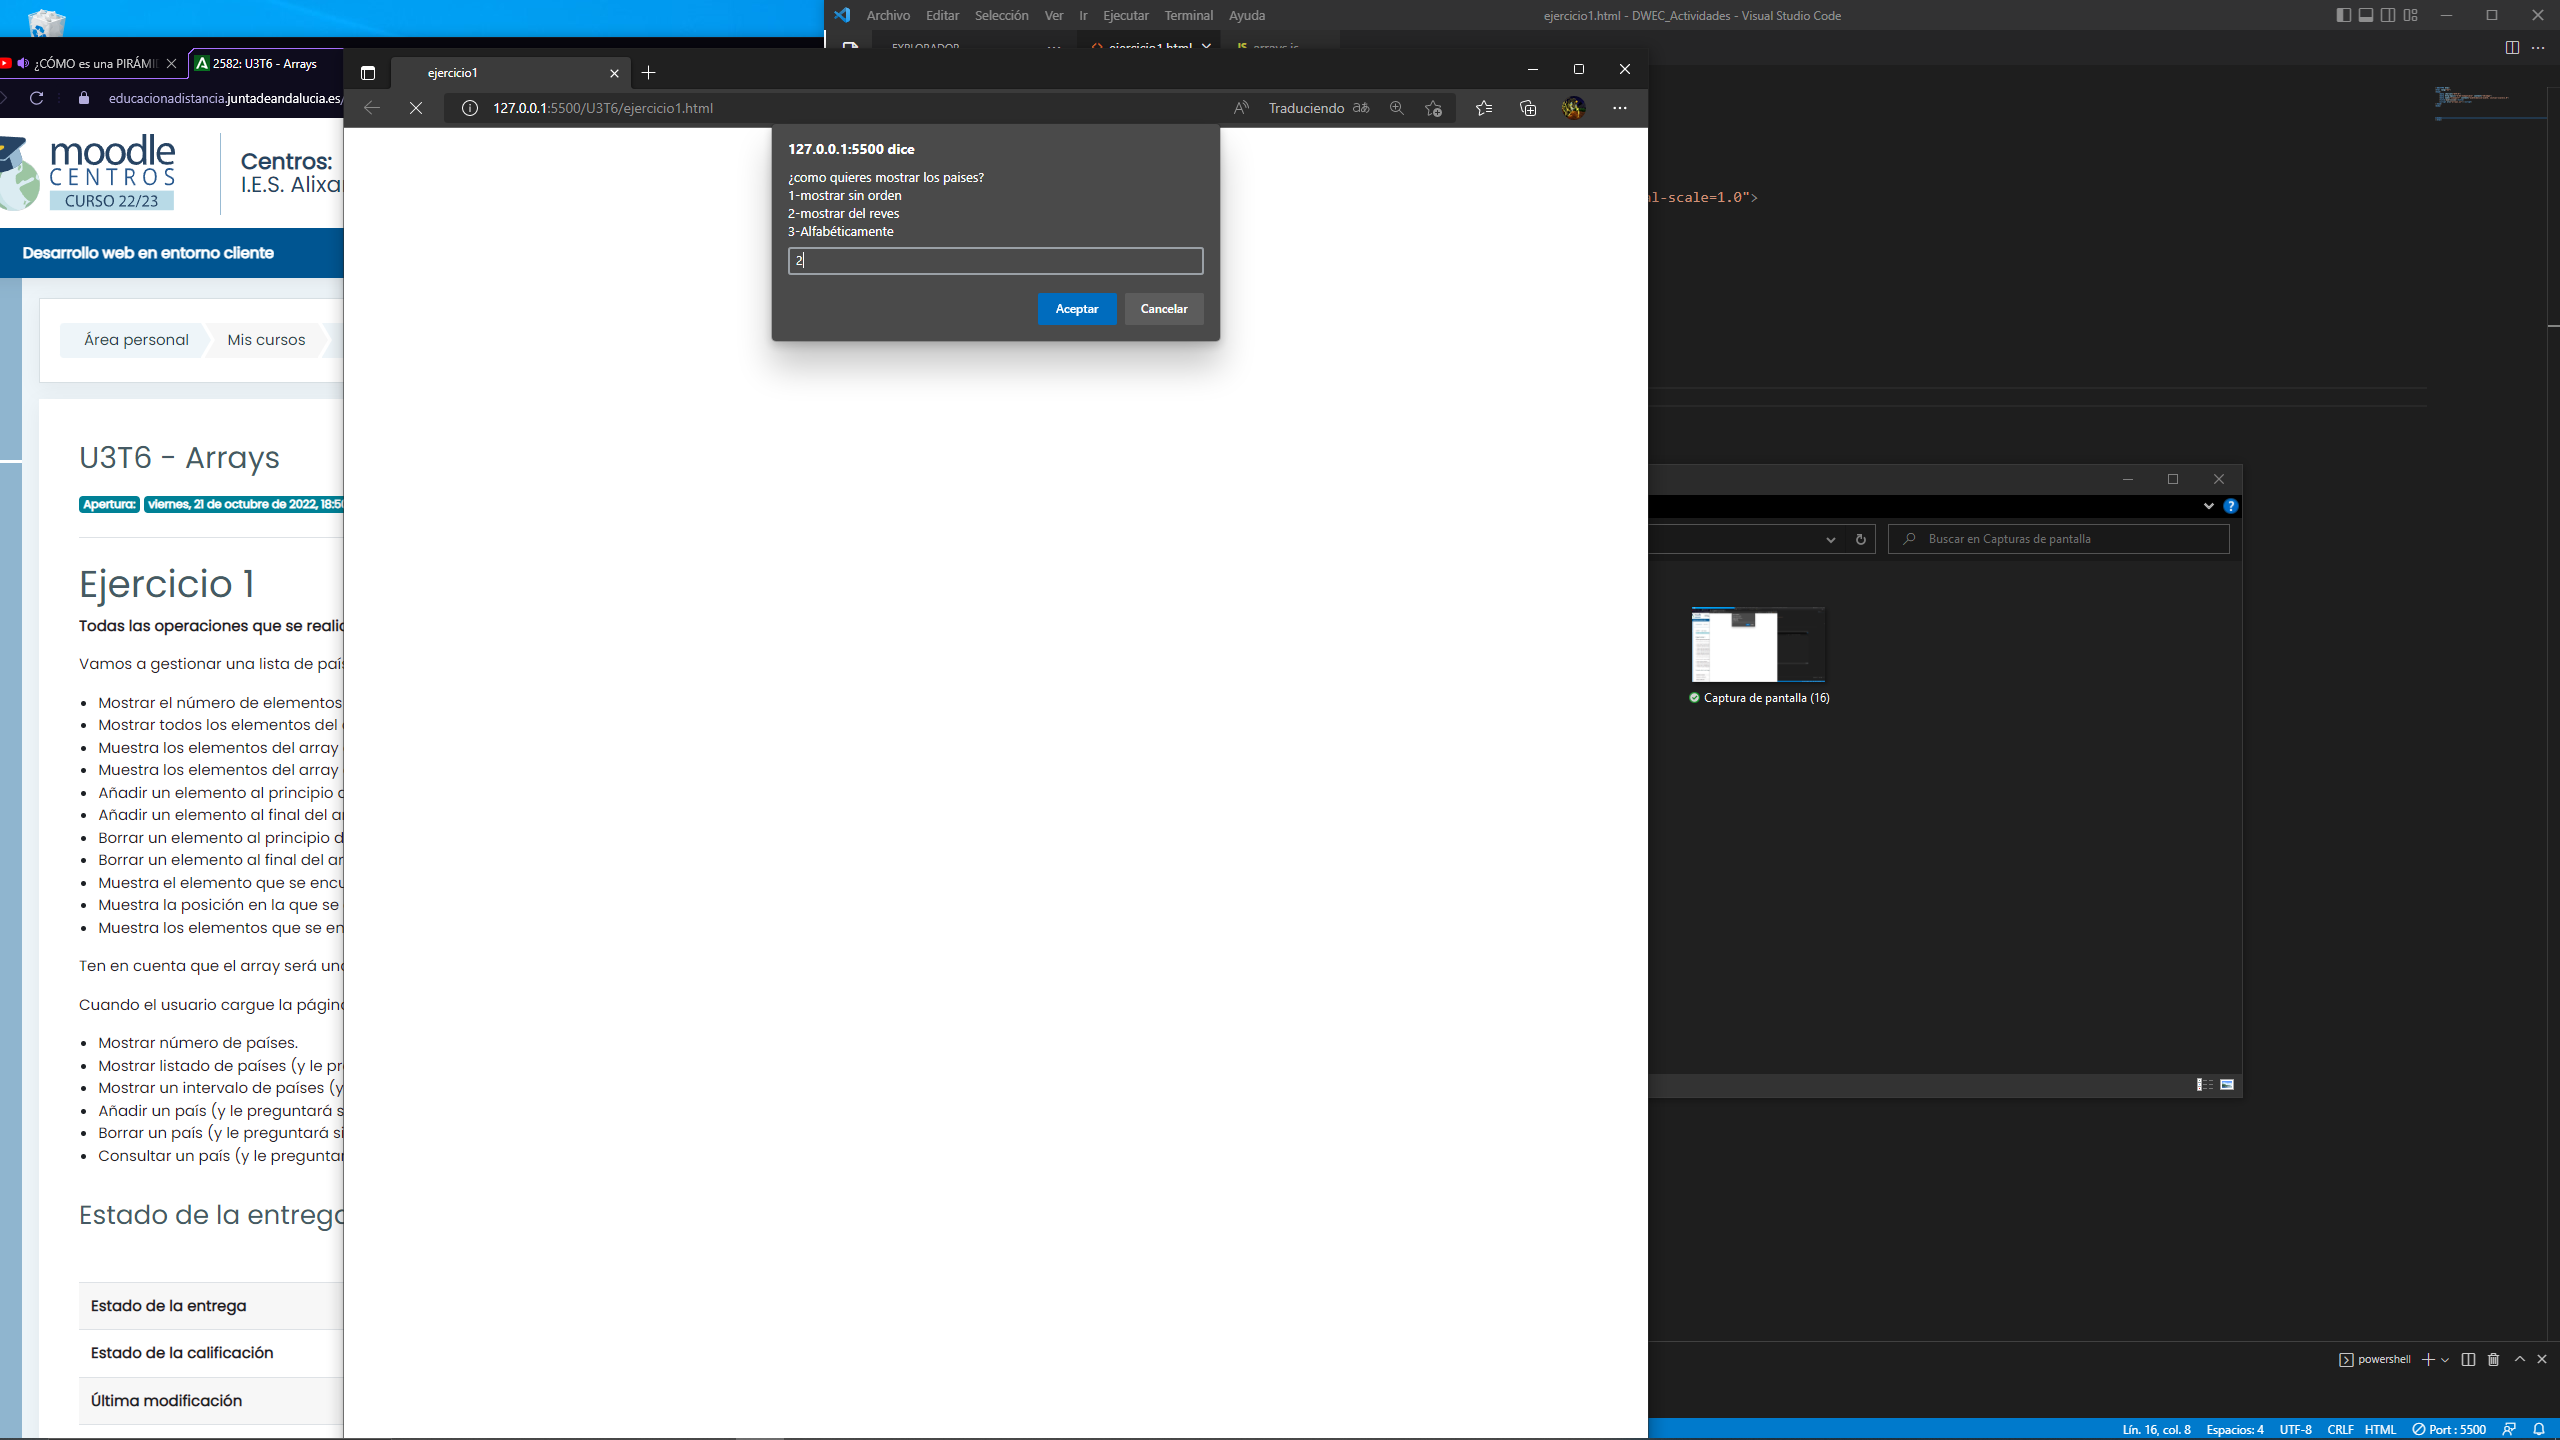 Archivo Editar Selección Ver Ir Ejecutar Terminal Ayuda
ejercicio1.html - DWEC_Actividades - Visual Studio Code
EXPLORADOR
ejercicio1.html
JS arrays.js
¿CÓMO es una PIRÁMI
2582: U3T6 - Arrays
educacionadistancia.juntadeandalucia.es/
ejercicio1
127.0.0.1:5500/U3T6/ejercicio1.html
Traduciendo
127.0.0.1:5500 dice
¿como quieres mostrar los paises?
1-mostrar sin orden
2-mostrar del reves
3-Alfabéticamente
2
Aceptar
Cancelar
moodle
CENTROS
CURSO 22/23
Centros:
I.E.S. Alixa
Desarrollo web en entorno cliente
Área personal
Mis cursos
U3T6 - Arrays
Apertura: viernes, 21 de octubre de 2022, 18:50
Ejercicio 1
Todas las operaciones que se realic
Vamos a gestionar una lista de país
Mostrar el número de elementos
Mostrar todos los elementos del
Muestra los elementos del array
Muestra los elementos del array
Añadir un elemento al principio d
Añadir un elemento al final del ar
Borrar un elemento al principio d
Borrar un elemento al final del ar
Muestra el elemento que se encu
Muestra la posición en la que se
Muestra los elementos que se en
Ten en cuenta que el array será una
Cuando el usuario cargue la página
Mostrar número de países.
Mostrar listado de países (y le pr
Mostrar un intervalo de países (y
Añadir un país (y le preguntará s
Borrar un país (y le preguntará si
Consultar un país (y le preguntar
Estado de la entrega
Estado de la entrega
Estado de la calificación
Última modificación
al-scale=1.0">
Buscar en Capturas de pantalla
Captura de pantalla (16)
powershell
Lín. 16, col. 8 Espacios: 4 UTF-8 CRLF HTML Port : 5500